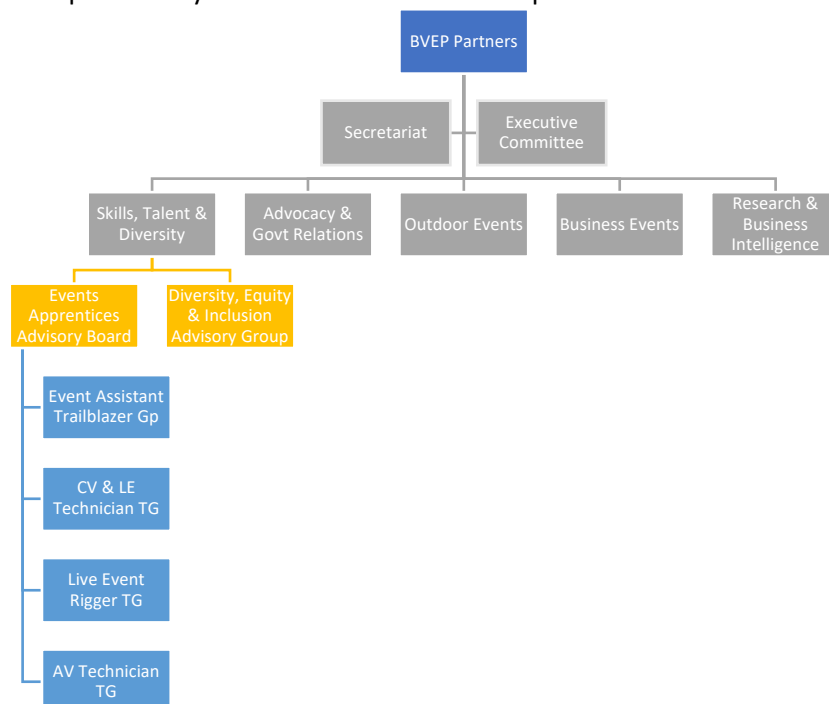 BVEP Partners
Secretariat
Executive
Committee
Skills, Talent &
Diversity
Advocacy &
Govt Relations
Outdoor Events
Business Events
Research &
Business
Intelligence
Events
Apprentices
Advisory Board
Diversity, Equity
& Inclusion
Advisory Group
Event Assistant
Trailblazer Gp
CV & LE
Technician TG
Live Event
Rigger TG
AV Technician
TG